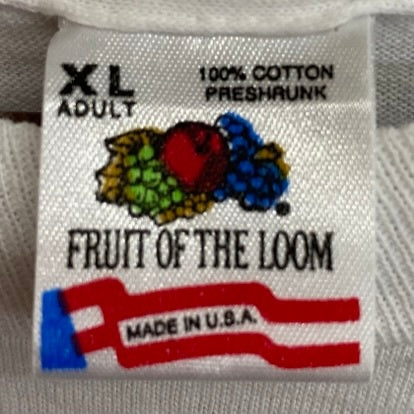 XL
ADULT
100% COTTON
PRESHRUNK
FRUIT OF THE LOOM
®
MADE IN U.S.A.